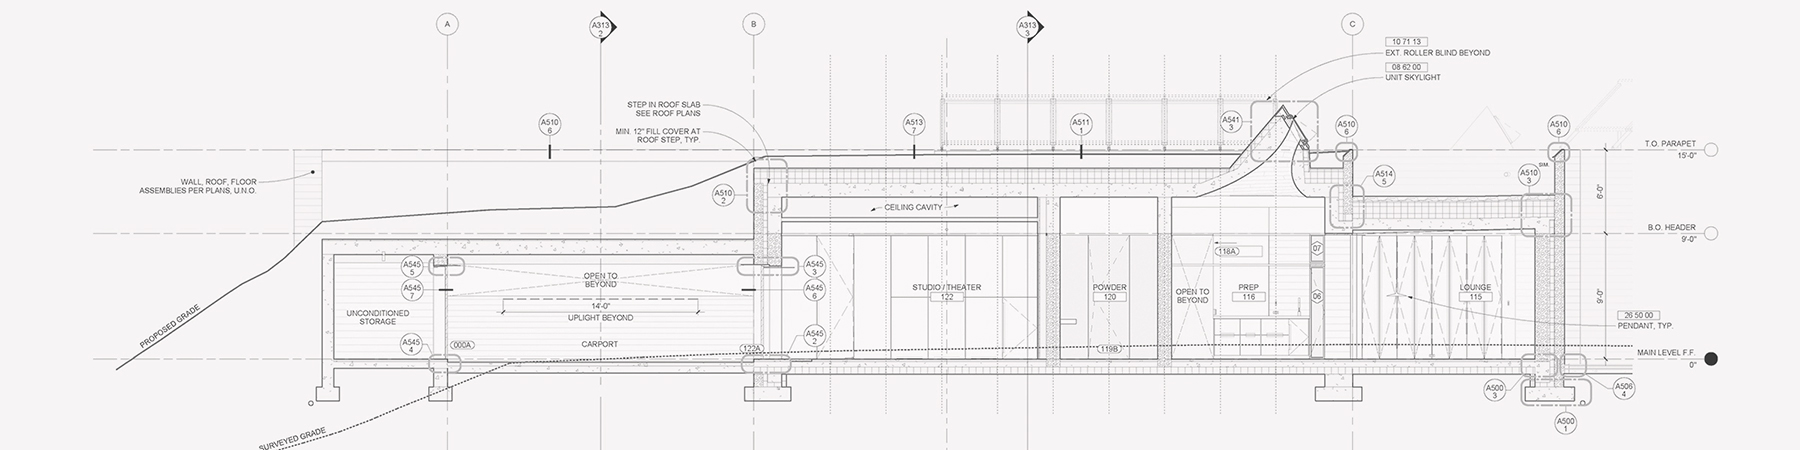 A
A313
2
B
A313
3
C
10 71 13
EXT. ROLLER BLIND BEYOND
08 62 00
UNIT SKYLIGHT
STEP IN ROOF SLAB
SEE ROOF PLANS
MIN. 12" FILL COVER AT
ROOF STEP, TYP.
A510
6
A513
7
A511
1
A541
3
A510
6
A510
6
T.O. PARAPET
15'-0"
WALL, ROOF, FLOOR
ASSEMBLIES PER PLANS, U.N.O.
A510
2
CEILING CAVITY
A514
5
SIM.
A510
3
6'-0"
B.O. HEADER
9'-0"
A545
5
A545
7
OPEN TO
BEYOND
14'-0"
UPLIGHT BEYOND
A545
3
A545
6
STUDIO / THEATER
122
POWDER
120
OPEN TO
BEYOND
118A
PREP
116
07
06
LOUNGE
115
9'-0"
26 50 00
PENDANT, TYP.
UNCONDITIONED
STORAGE
PROPOSED GRADE
A545
4
000A
CARPORT
122A
A545
2
119B
MAIN LEVEL F.F.
0"
A500
3
A506
4
A500
1
SURVEYED GRADE